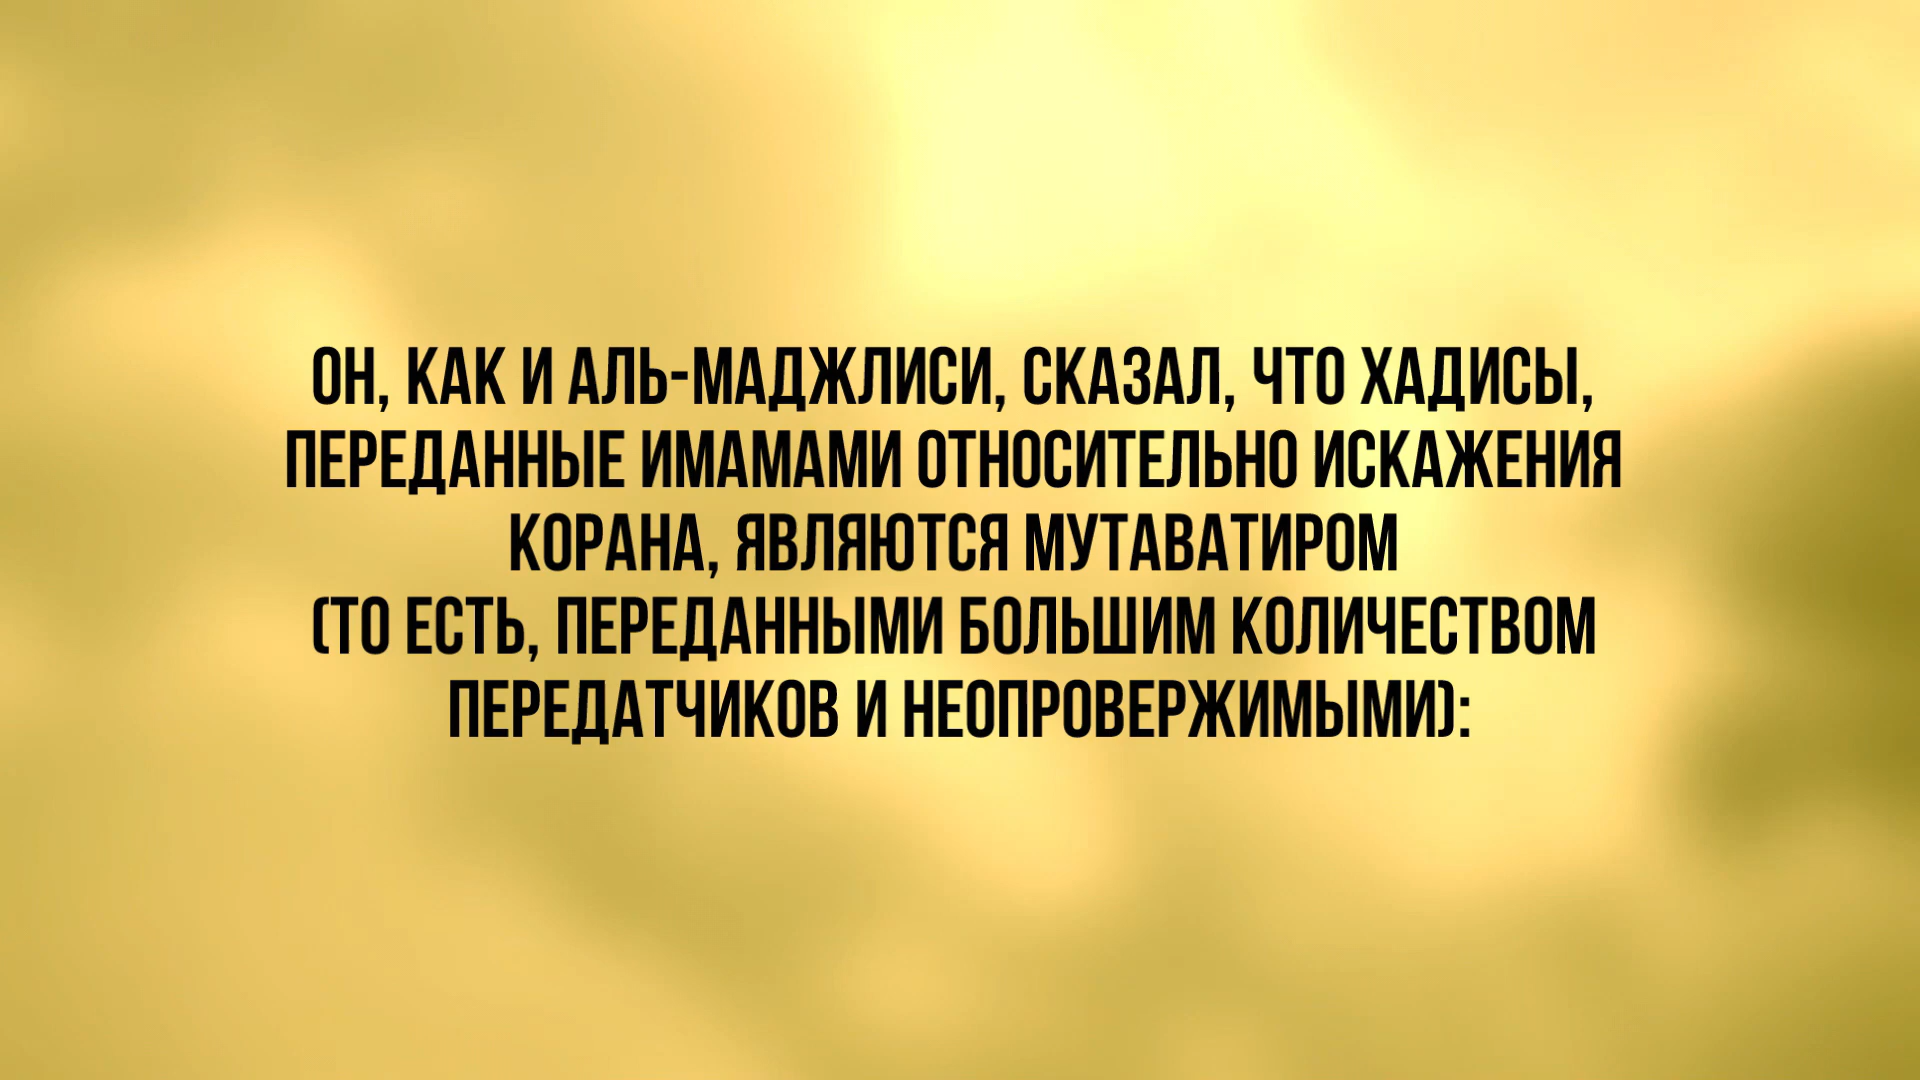 ОН, КАК И АЛЬ-МАДЖЛИСИ, СКАЗАЛ, ЧТО ХАДИСЫ,
ПЕРЕДАННЫЕ ИМАМАМИ ОТНОСИТЕЛЬНО ИСКАЖЕНИЯ
КОРАНА, ЯВЛЯЮТСЯ МУТАВАТИРОМ
(ТО ЕСТЬ, ПЕРЕДАННЫМИ БОЛЬШИМ КОЛИЧЕСТВОМ
ПЕРЕДАТЧИКОВ И НЕОПРОВЕРЖИМЫМИ):